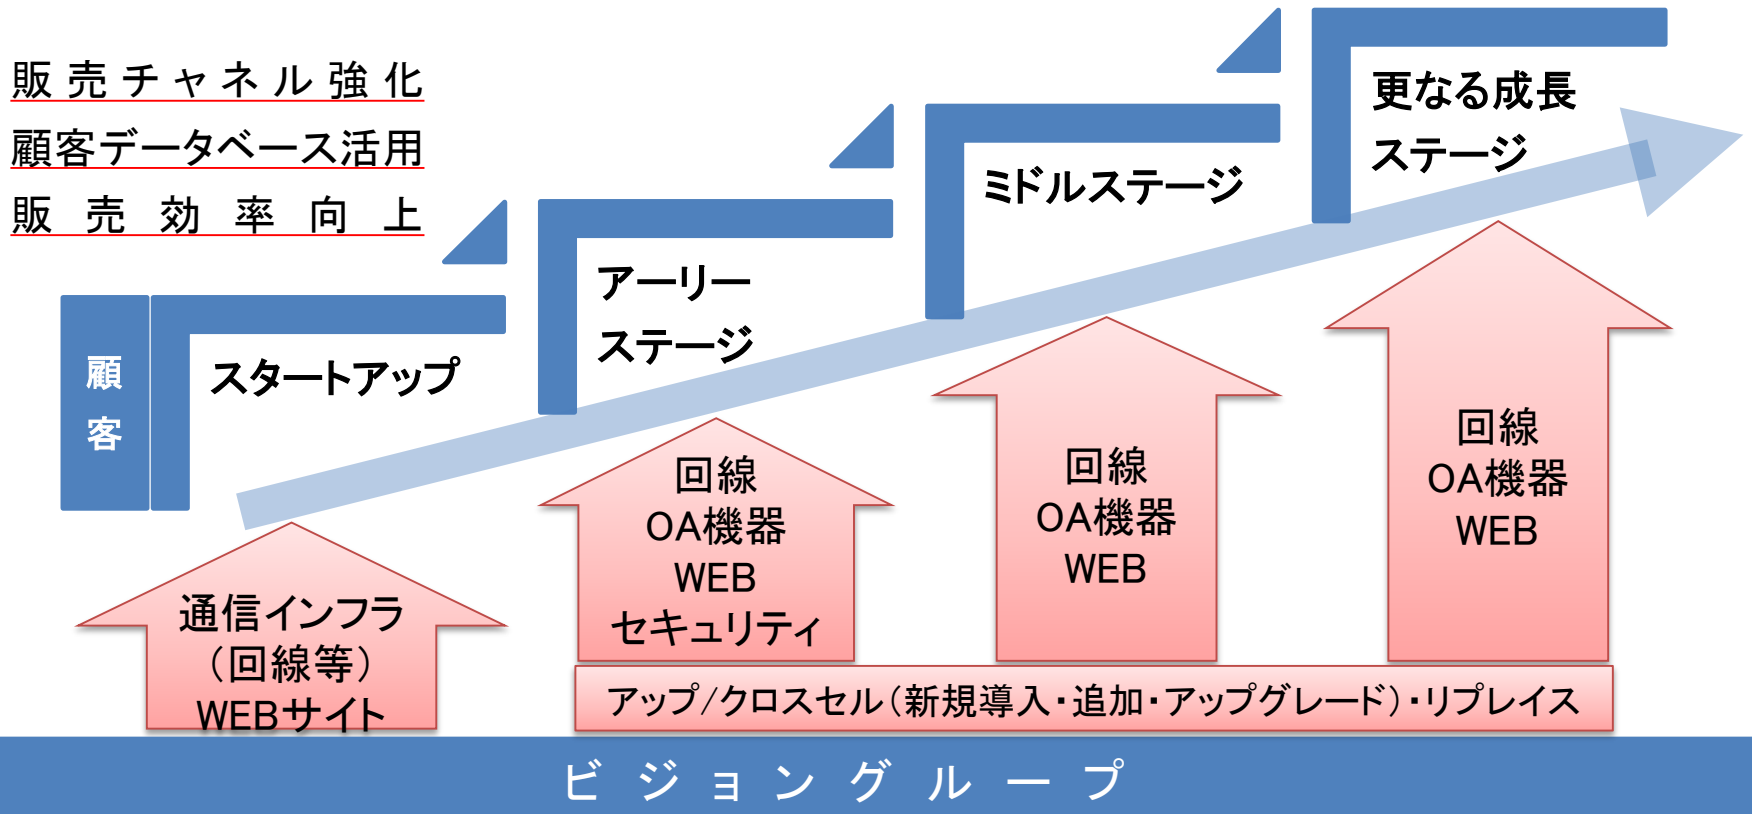 販売チャネル強化
顧客データベース活用
販売効率向上
顧客
スタートアップ
アーリー
ステージ
ミドルステージ
更なる成長
ステージ
通信インフラ
（回線等）
WEBサイト
回線
OA機器
WEB
セキュリティ
回線
OA機器
WEB
回線
OA機器
WEB
アップ/クロスセル（新規導入・追加・アップグレード）・リプレイス
ビジョングループ